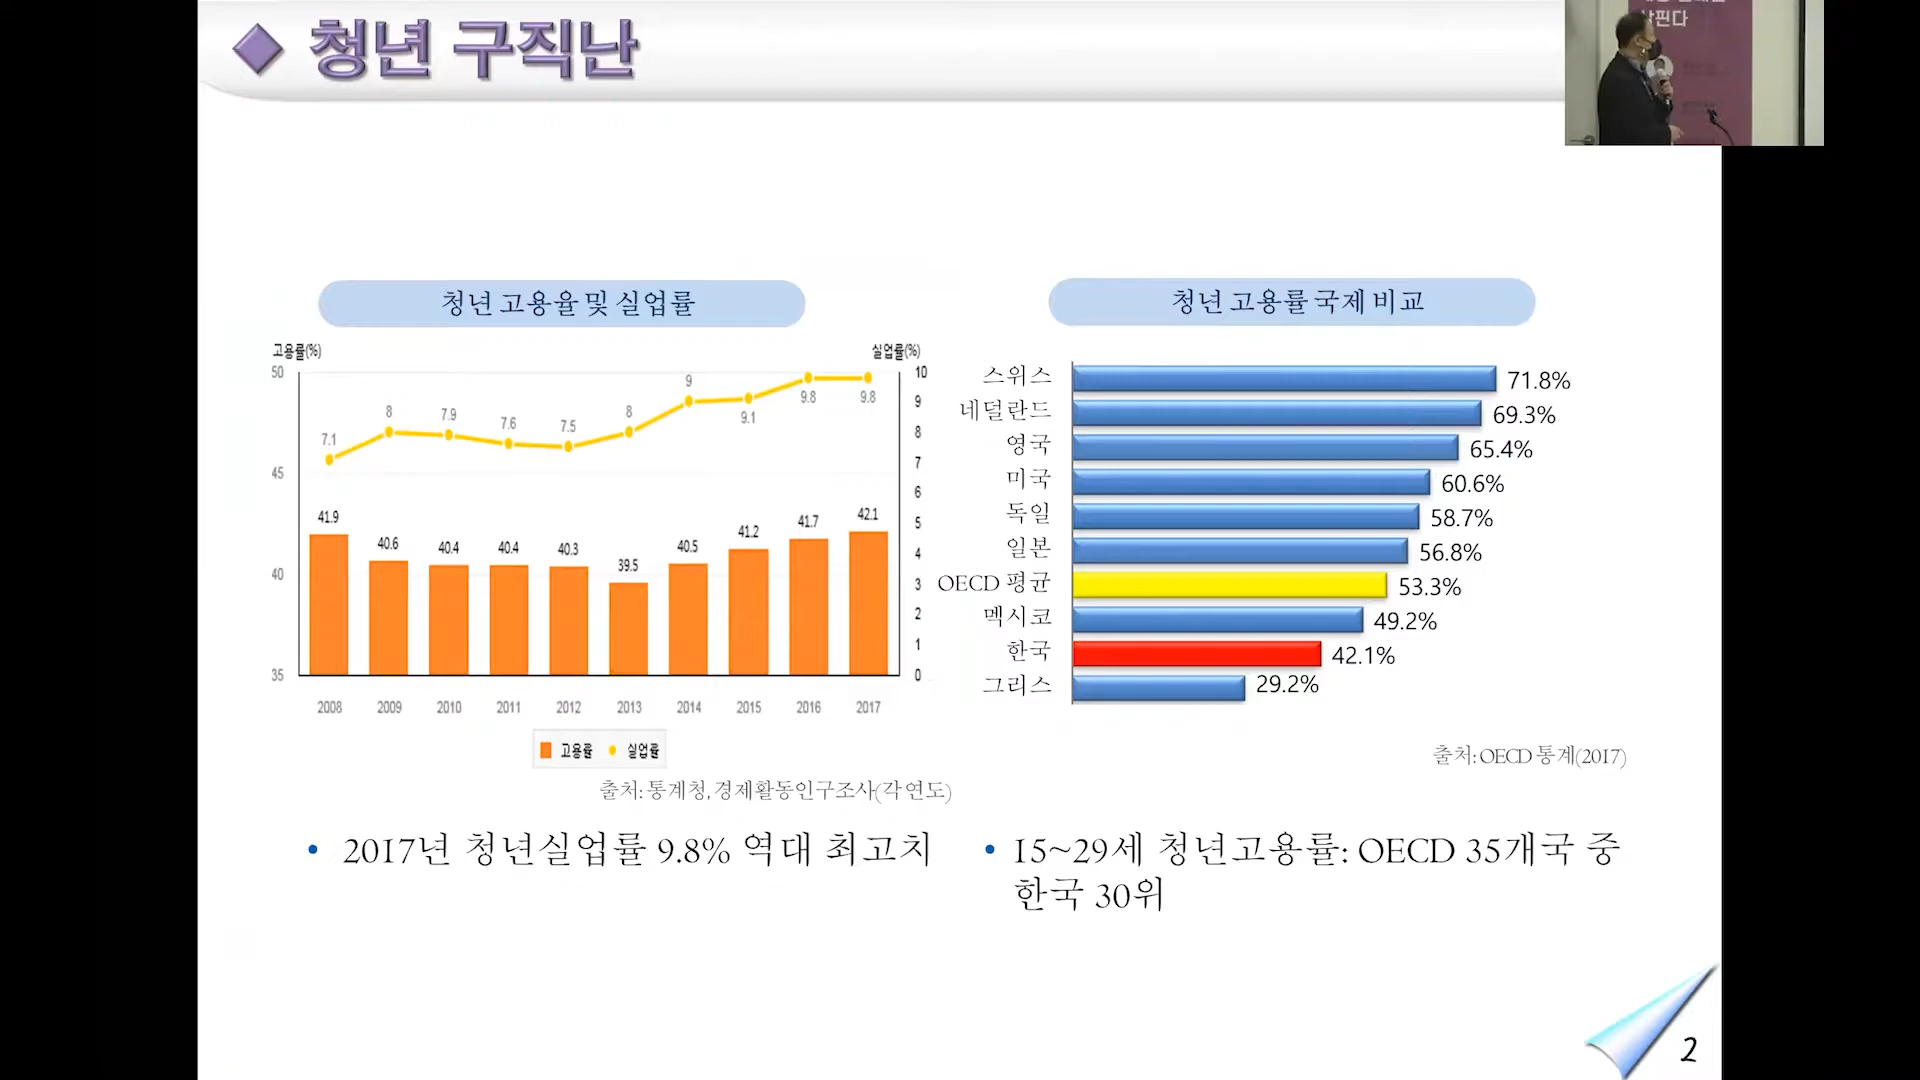 청년 구직난
살핀다
청년 고용율 및 실업률
고용률(%)
실업률(%)
50
45
40
35
10
9
8
7
6
5
4
3
2
1
0
7.1
8
7.9
7.6
7.5
8
9
9.1
9.8
9.8
41.9
40.6
40.4
40.4
40.3
39.5
40.5
41.2
41.7
42.1
2008 2009 2010 2011 2012 2013 2014 2015 2016 2017
고용률 실업률
출처: 통계청, 경제활동인구조사(각 연도)
• 2017년 청년실업률 9.8% 역대 최고치
청년 고용률 국제 비교
스위스 71.8%
네덜란드 69.3%
영국 65.4%
미국 60.6%
독일 58.7%
일본 56.8%
OECD 평균 53.3%
멕시코 49.2%
한국 42.1%
그리스 29.2%
출처: OECD 통계(2017)
• 15~29세 청년고용률: OECD 35개국 중
한국 30위
2